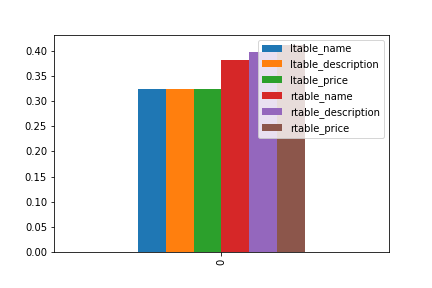 0.40
0.35
0.30
0.25
0.20
0.15
0.10
0.05
0.00
0
ltable_name
ltable_description
ltable_price
rtable_name
rtable_description
rtable_price